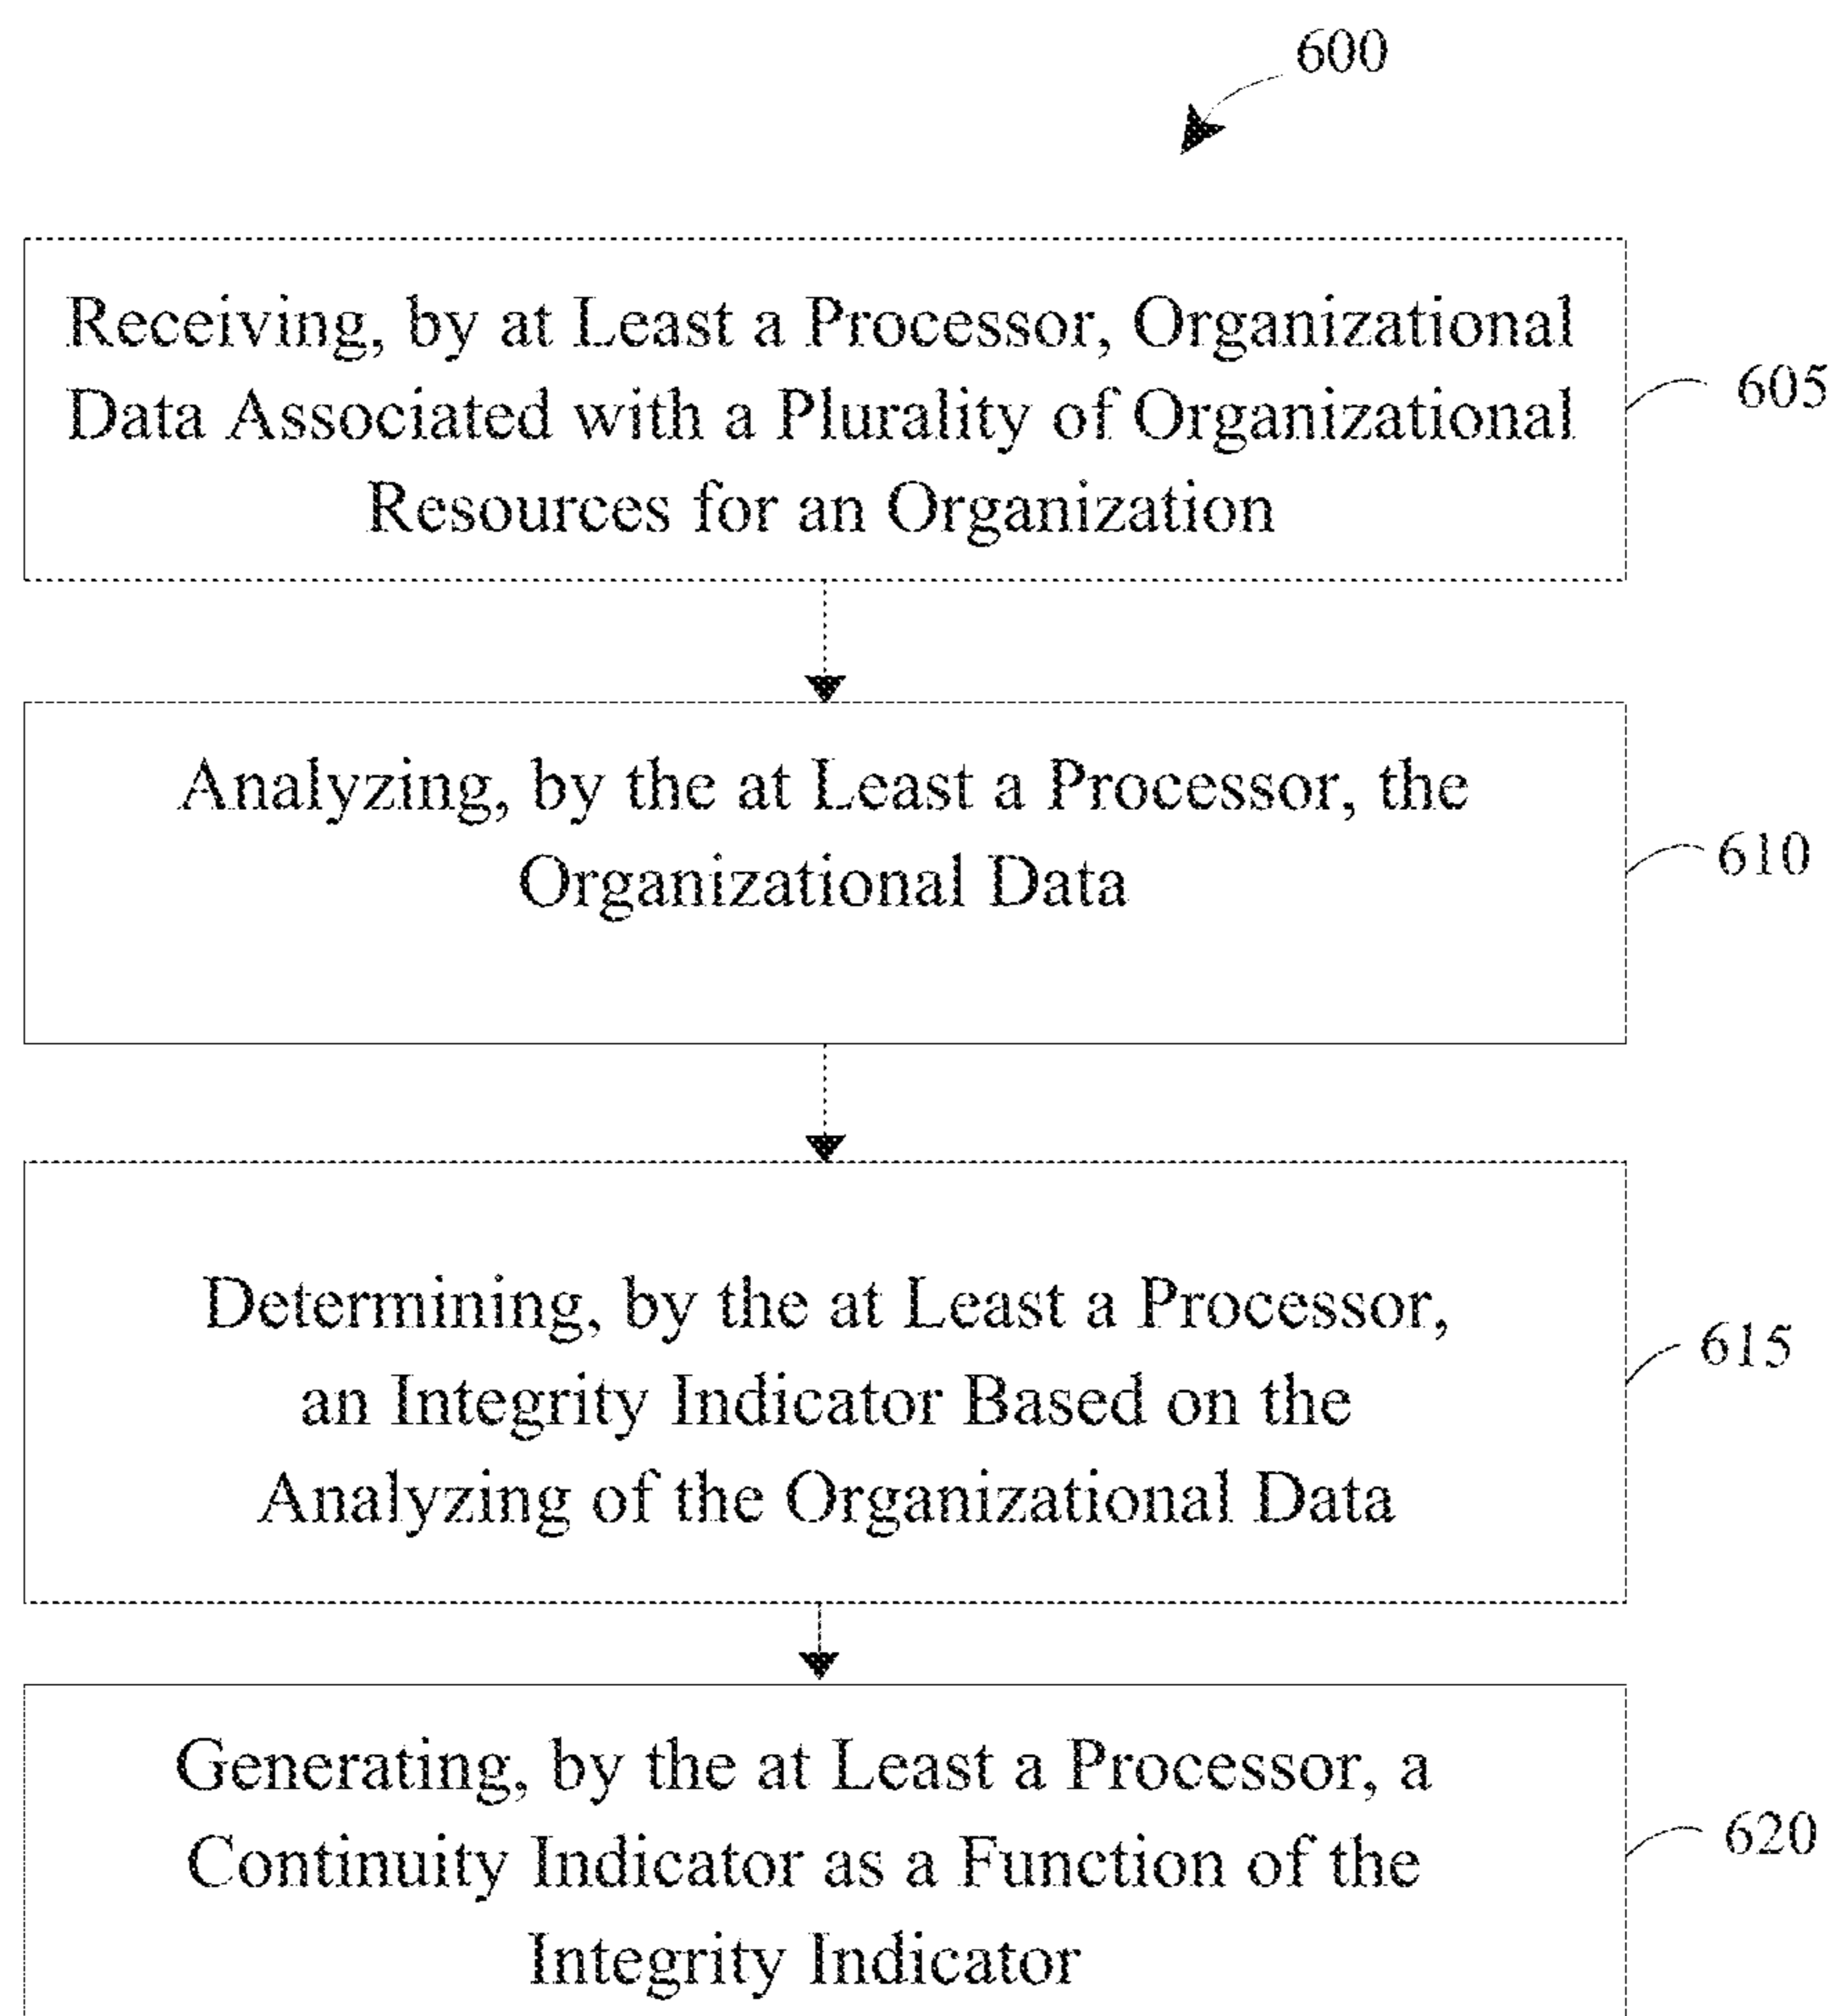 600
Receiving, by at Least a Processor, Organizational
Data Associated with a Plurality of Organizational
Resources for an Organization
605
Analyzing, by the at Least a Processor, the
Organizational Data
610
Determining, by the at Least a Processor,
an Integrity Indicator Based on the
Analyzing of the Organizational Data
615
Generating, by the at Least a Processor, a
Continuity Indicator as a Function of the
Integrity Indicator
620